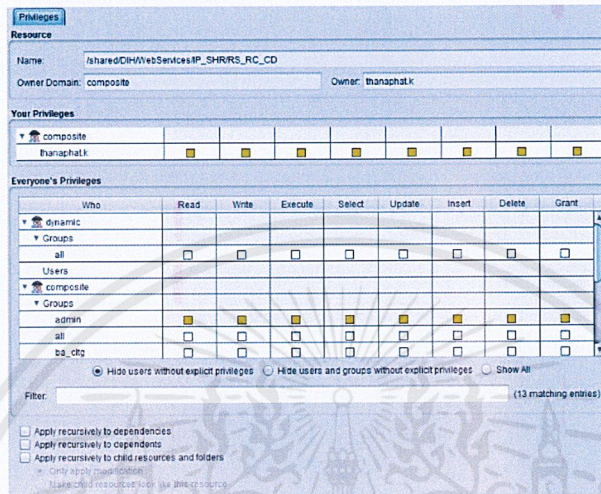 Privileges
Resource
Name: /shared/DIH/WebServices/IP_SHR/RS_RC_CD
Owner Domain: composite Owner: thanaphat.k
Your Privileges
composite
thanaphat.k
Everyone's Privileges
Who Read Write Execute Select Update Insert Delete Grant
dynamic
Groups
all
Users
composite
Groups
admin
all
ba_citg
Hide users without explicit privileges Hide users and groups without explicit privileges Show All
Filter: (13 matching entries)
Apply recursively to dependencies
Apply recursively to dependents
Apply recursively to child resources and folders
Only apply modification
Make child resources look like this resource